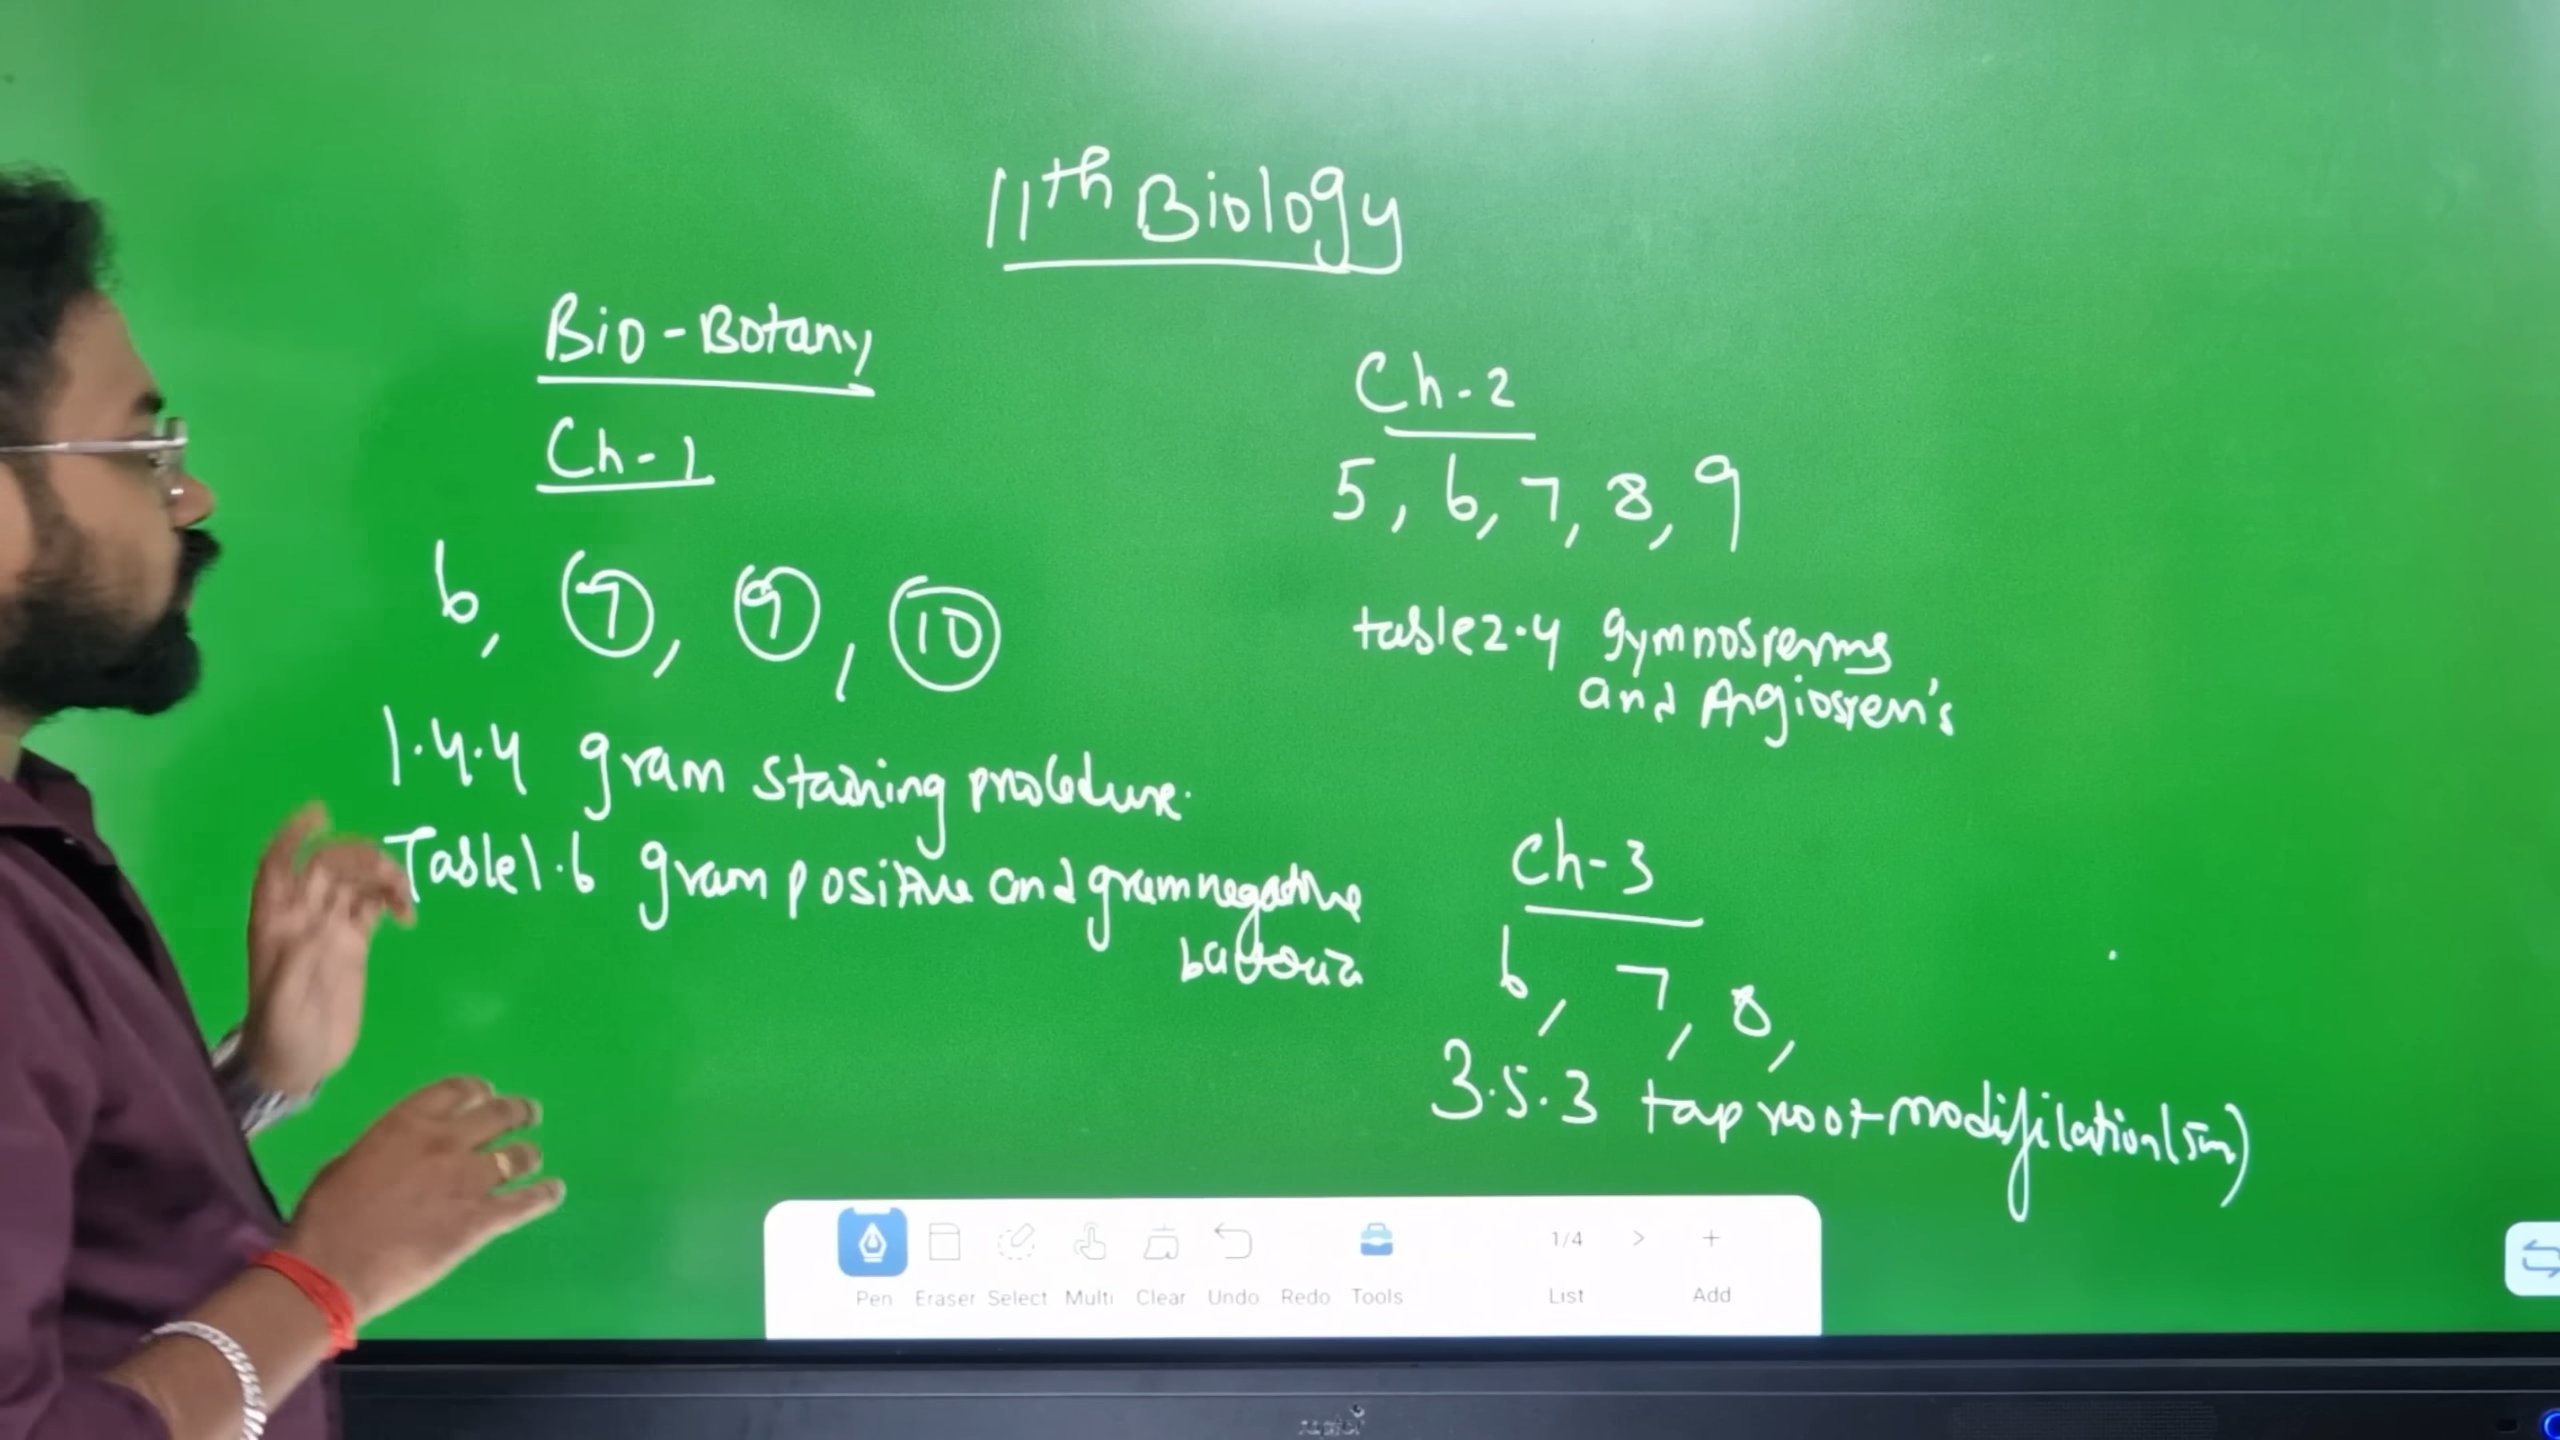 11th Biology
Bio-Botany
Ch-1
6, 7, 9, 10
1.4.4 gram staining procedure.
Table 1.6 gram positive and gram negative
bacteria
Ch-2
5, 6, 7, 8, 9
table 2.4 gymnosperms
and Angiosperm's
Ch-3
6, 7, 8,
3.5.3 tap root modification (5m)
Pen Eraser Select Multi Clear Undo Redo Tools
1/4 > +
List Add